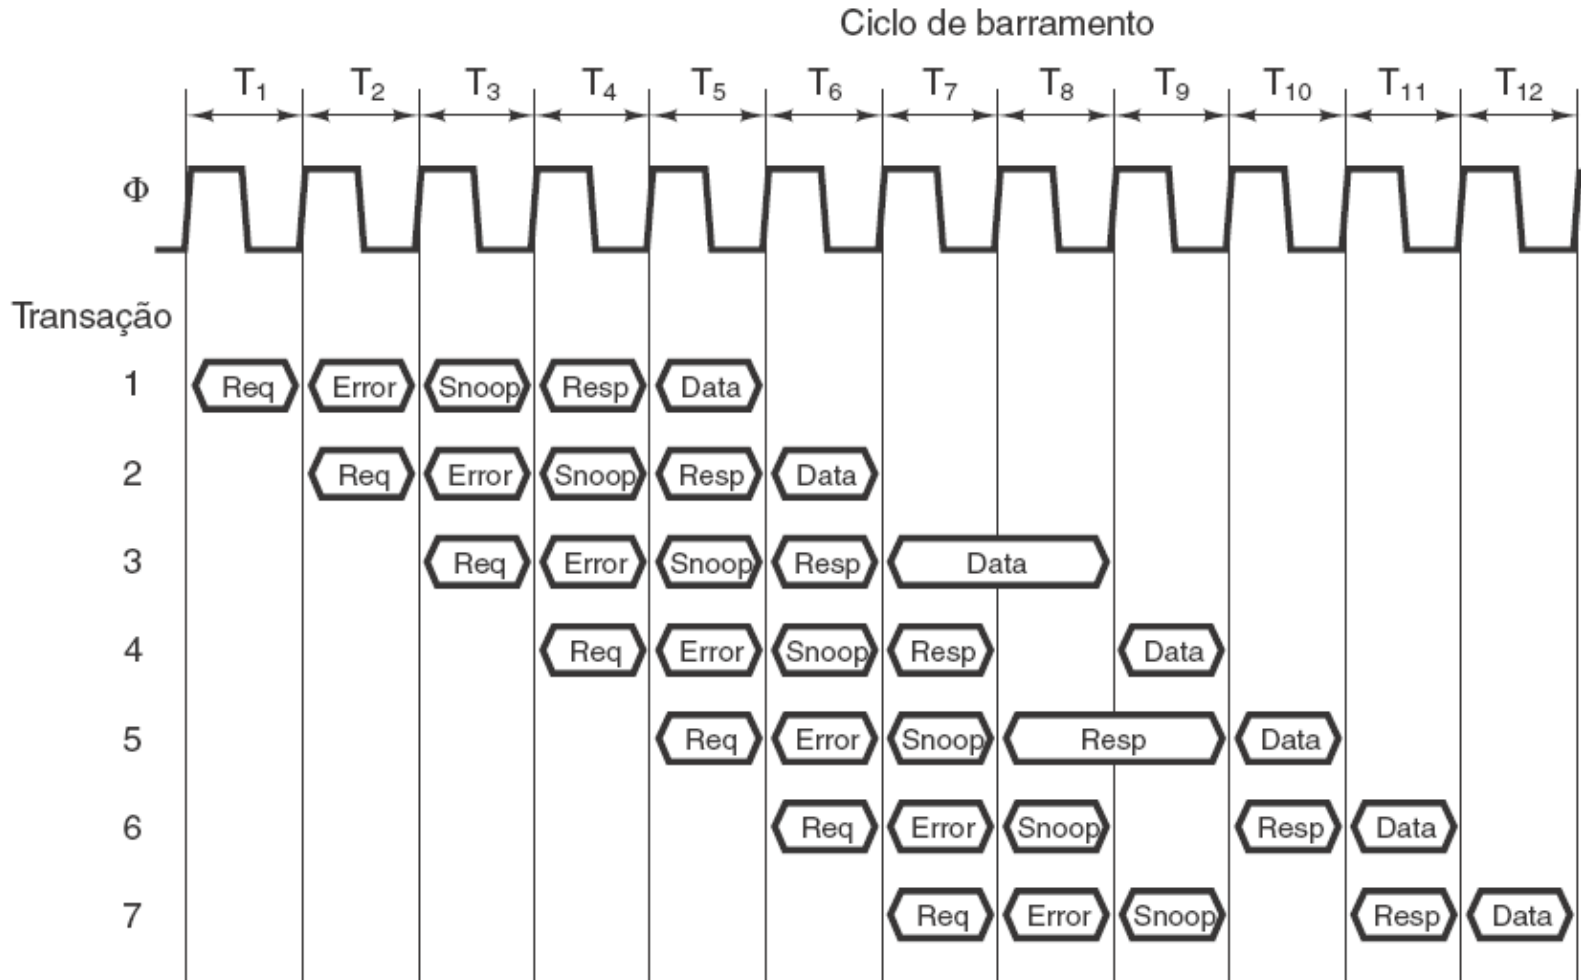 Ciclo de barramento
T1 T2 T3 T4 T5 T6 T7 T8 T9 T10 T11 T12
Φ
Transação
1 Req Error Snoop Resp Data
2 Req Error Snoop Resp Data
3 Req Error Snoop Resp Data
4 Req Error Snoop Resp Data
5 Req Error Snoop Resp Data
6 Req Error Snoop Resp Data
7 Req Error Snoop Resp Data